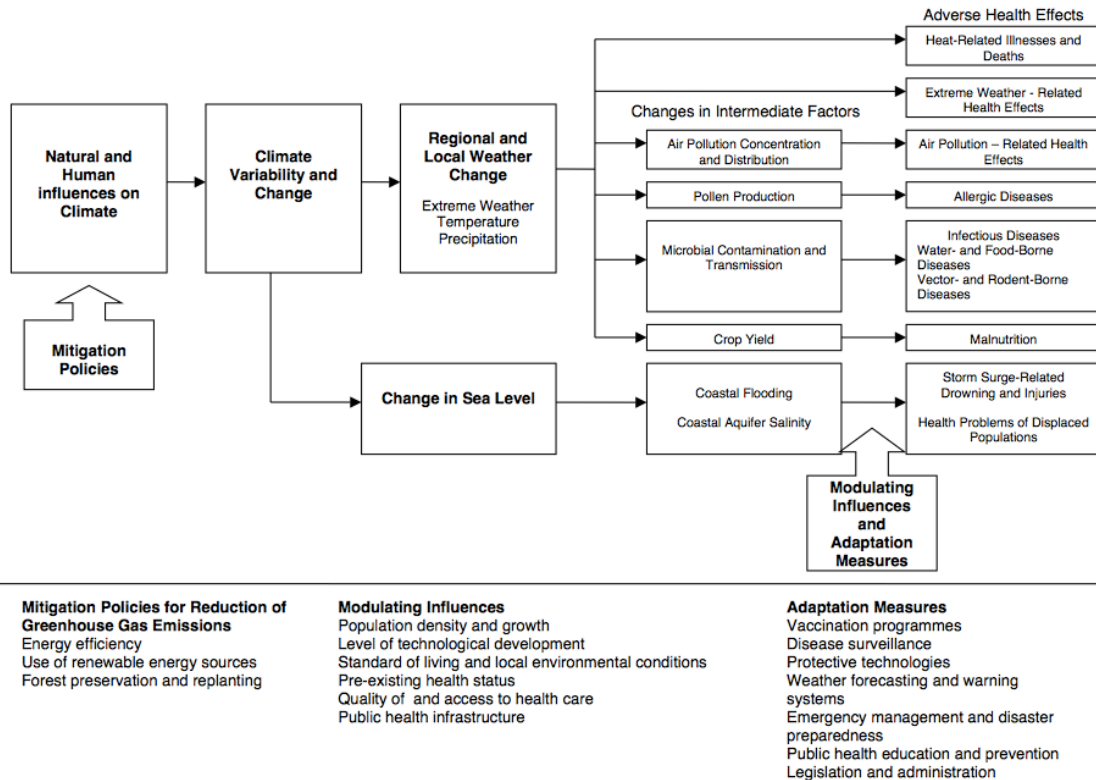 Adverse Health Effects
Heat-Related Illnesses and
Deaths
Extreme Weather - Related
Health Effects
Changes in Intermediate Factors
Natural and
Human
influences on
Climate
Climate
Variability and
Change
Regional and
Local Weather
Change
Extreme Weather
Temperature
Precipitation
Air Pollution Concentration
and Distribution
Air Pollution – Related Health
Effects
Pollen Production
Allergic Diseases
Microbial Contamination and
Transmission
Infectious Diseases
Water- and Food-Borne
Diseases
Vector- and Rodent-Borne
Diseases
Crop Yield
Malnutrition
Mitigation
Policies
Change in Sea Level
Coastal Flooding
Coastal Aquifer Salinity
Storm Surge-Related
Drowning and Injuries
Health Problems of Displaced
Populations
Modulating
Influences
and
Adaptation
Measures
Mitigation Policies for Reduction of
Greenhouse Gas Emissions
Energy efficiency
Use of renewable energy sources
Forest preservation and replanting
Modulating Influences
Population density and growth
Level of technological development
Standard of living and local environmental conditions
Pre-existing health status
Quality of and access to health care
Public health infrastructure
Adaptation Measures
Vaccination programmes
Disease surveillance
Protective technologies
Weather forecasting and warning
systems
Emergency management and disaster
preparedness
Public health education and prevention
Legislation and administration